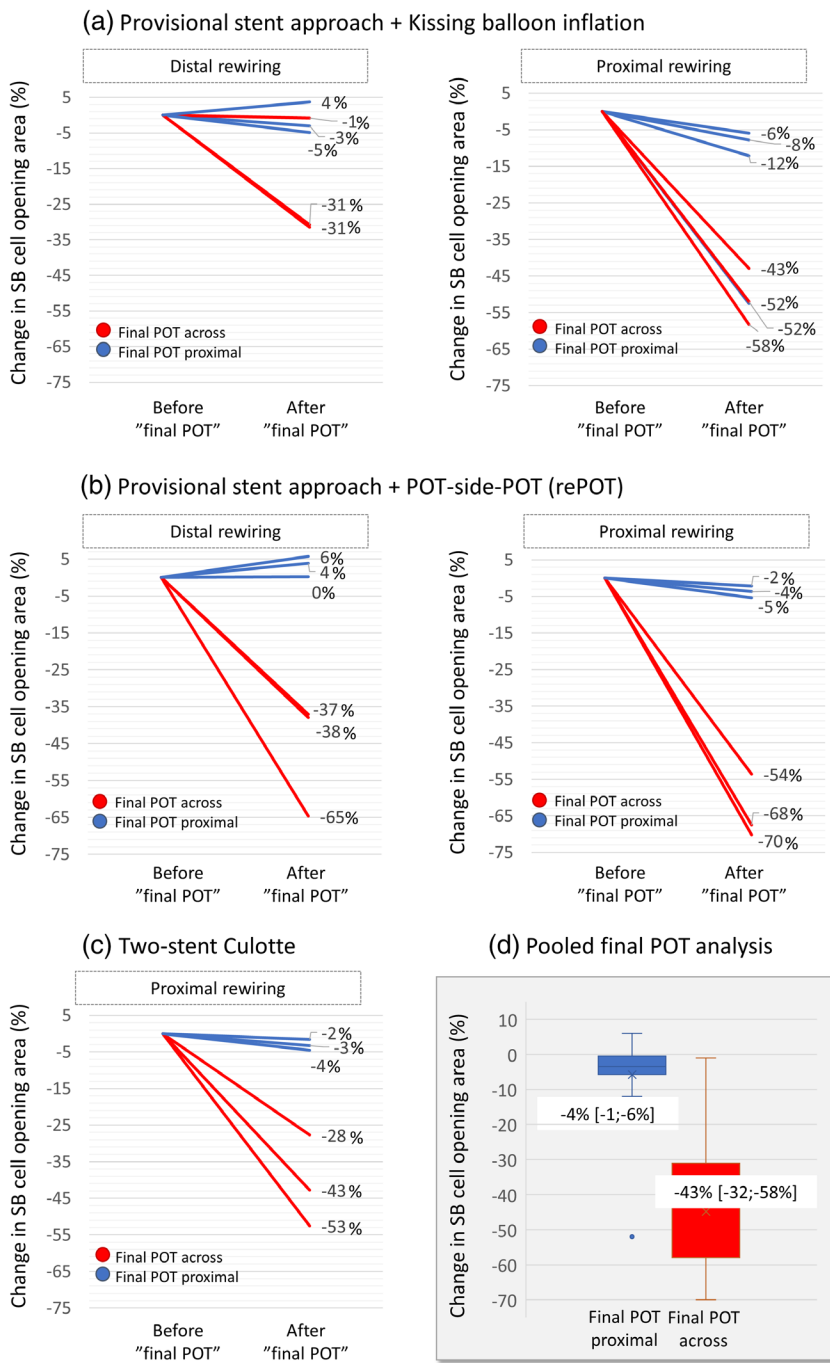 (a) Provisional stent approach + Kissing balloon inflation
Distal rewiring
Change in SB cell opening area (%)
5
-5
-15
-25
-35
-45
-55
-65
-75
4%
-1%
-3%
-5%
-31%
-31%
Final POT across
Final POT proximal
Before
"final POT"
After
"final POT"
Proximal rewiring
Change in SB cell opening area (%)
5
-5
-15
-25
-35
-45
-55
-65
-75
-6%
-8%
-12%
-43%
-52%
-52%
-58%
Final POT across
Final POT proximal
Before
"final POT"
After
"final POT"
(b) Provisional stent approach + POT-side-POT (rePOT)
Distal rewiring
Change in SB cell opening area (%)
5
-5
-15
-25
-35
-45
-55
-65
-75
6%
4%
0%
-37%
-38%
-65%
Final POT across
Final POT proximal
Before
"final POT"
After
"final POT"
Proximal rewiring
Change in SB cell opening area (%)
5
-5
-15
-25
-35
-45
-55
-65
-75
-2%
-4%
-5%
-54%
-68%
-70%
Final POT across
Final POT proximal
Before
"final POT"
After
"final POT"
(c) Two-stent Culotte
Proximal rewiring
Change in SB cell opening area (%)
5
-5
-15
-25
-35
-45
-55
-65
-75
-2%
-3%
-4%
-28%
-43%
-53%
Final POT across
Final POT proximal
Before
"final POT"
After
"final POT"
(d) Pooled final POT analysis
Change in SB cell opening area (%)
10
0
-10
-20
-30
-40
-50
-60
-70
-4% [-1;-6%]
-43% [-32;-58%]
Final POT
proximal
Final POT
across